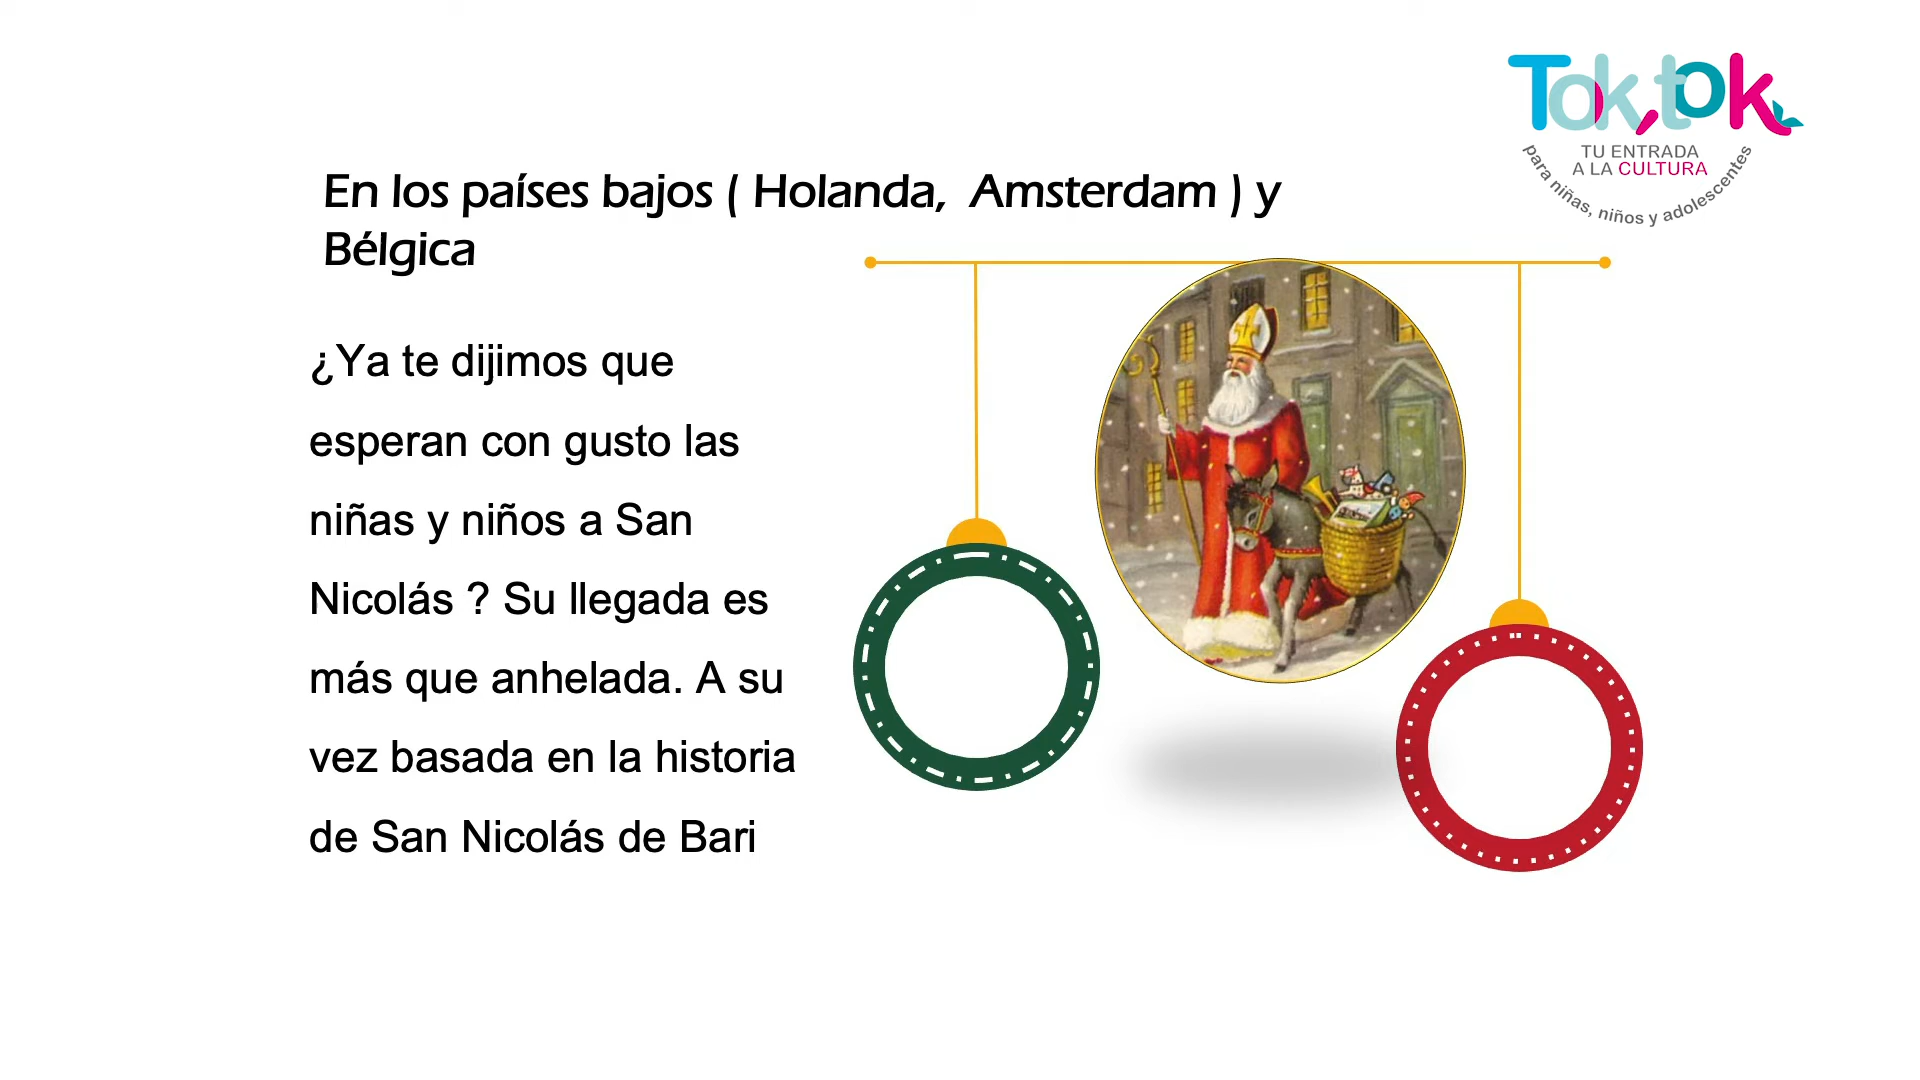 Tok, tok
TU ENTRADA
A LA CULTURA
para niñas, niños y adolescentes
En los países bajos ( Holanda, Amsterdam ) y
Bélgica
¿Ya te dijimos que
esperan con gusto las
niñas y niños a San
Nicolás ? Su llegada es
más que anhelada. A su
vez basada en la historia
de San Nicolás de Bari